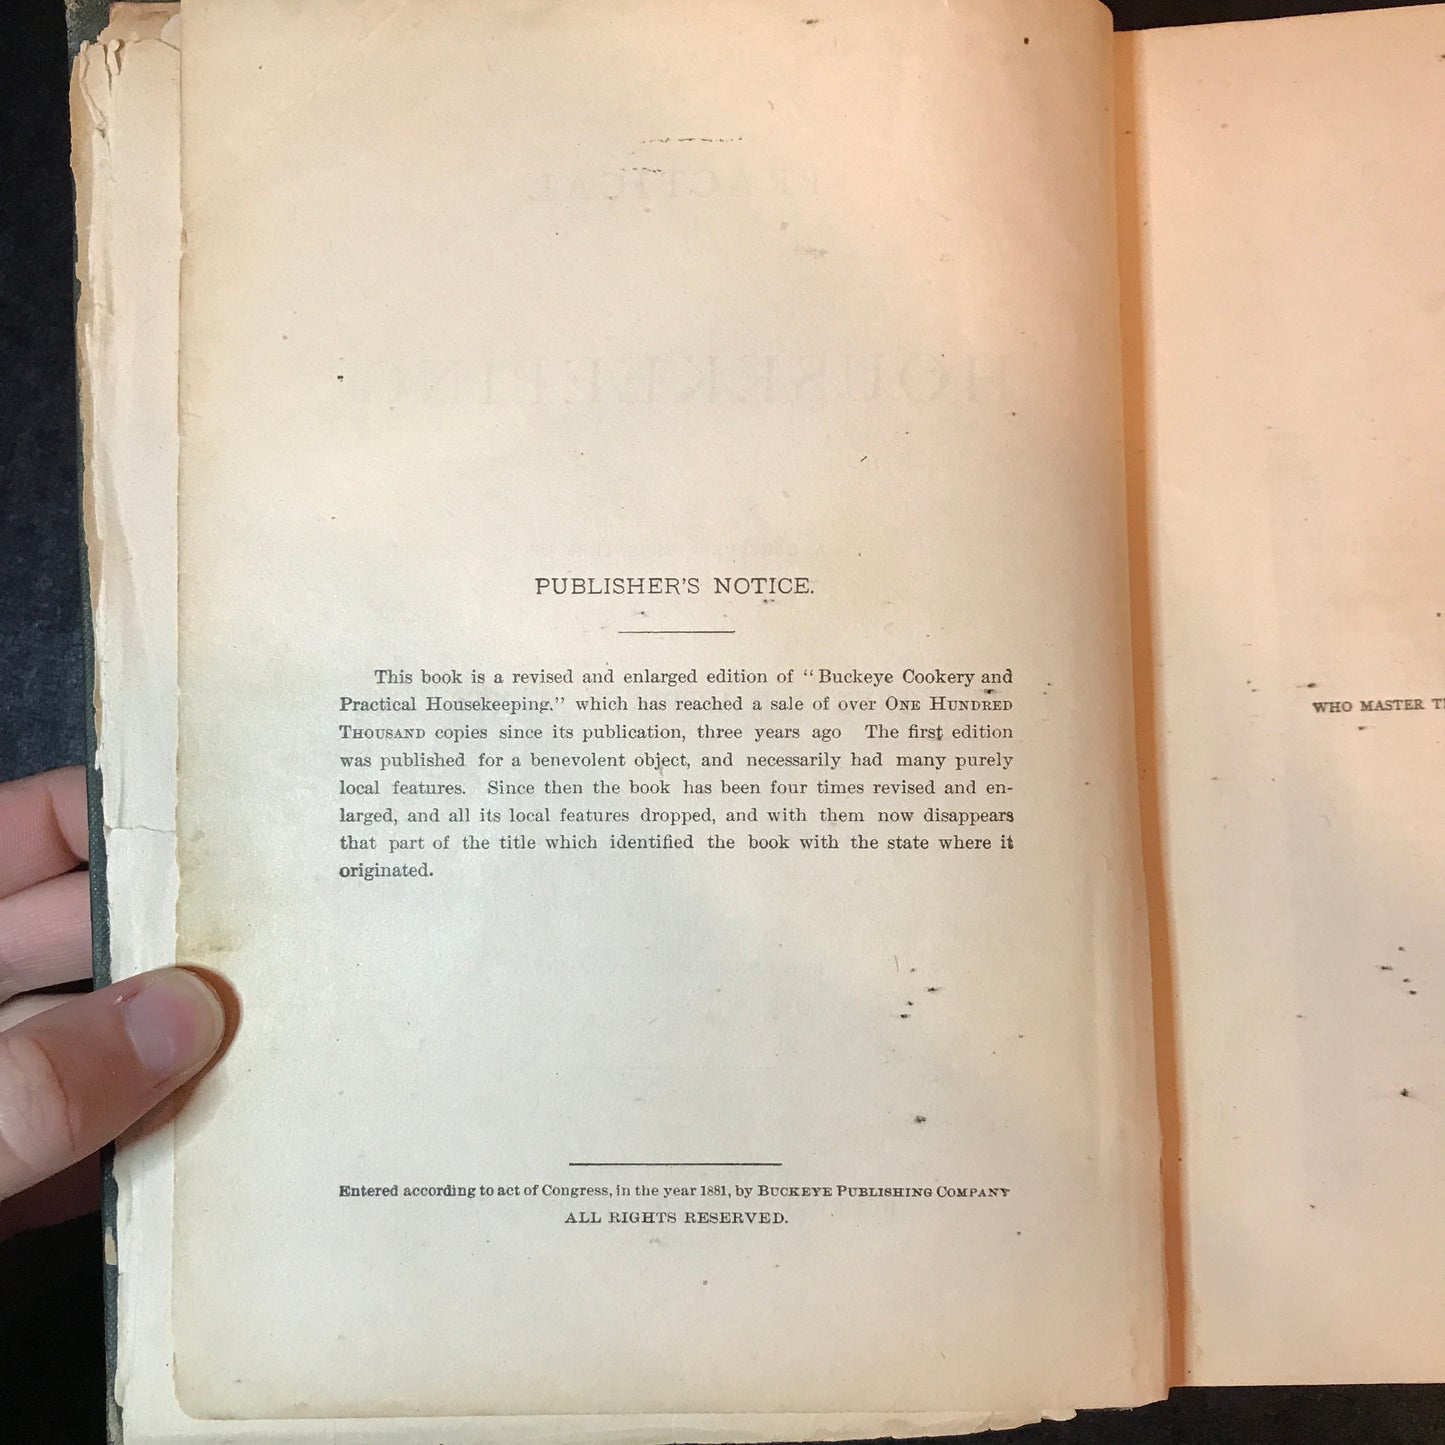 PUBLISHER'S NOTICE.
This book is a revised and enlarged edition of "Buckeye Cookery and
Practical Housekeeping," which has reached a sale of over ONE HUNDRED
THOUSAND copies since its publication, three years ago The first edition
was published for a benevolent object, and necessarily had many purely
local features. Since then the book has been four times revised and en-
larged, and all its local features dropped, and with them now disappears
that part of the title which identified the book with the state where it
originated.
Entered according to act of Congress, in the year 1881, by BUCKEYE PUBLISHING COMPANY
ALL RIGHTS RESERVED.
WHO MASTER